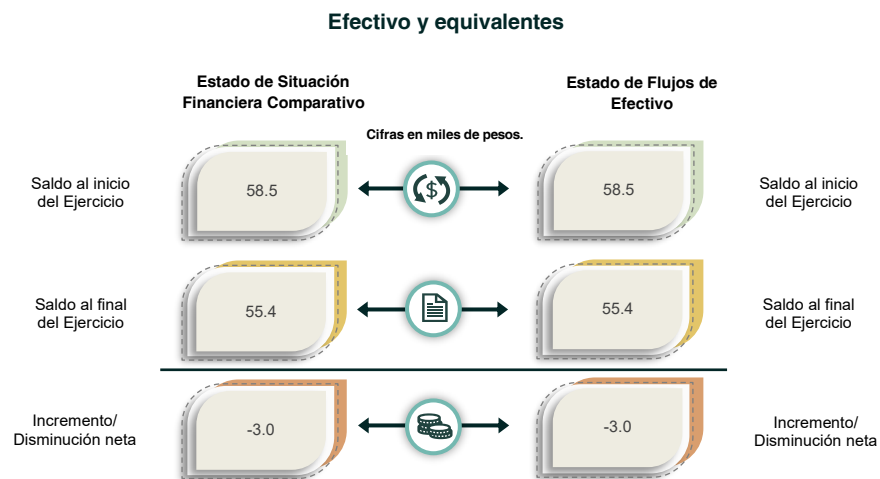 Efectivo y equivalentes
Estado de Situación
Financiera Comparativo
Estado de Flujos de
Efectivo
Cifras en miles de pesos.
Saldo al inicio
del Ejercicio
58.5
$
58.5
Saldo al inicio
del Ejercicio
Saldo al final
del Ejercicio
55.4
55.4
Saldo al final
del Ejercicio
Incremento/
Disminución neta
-3.0
-3.0
Incremento/
Disminución neta